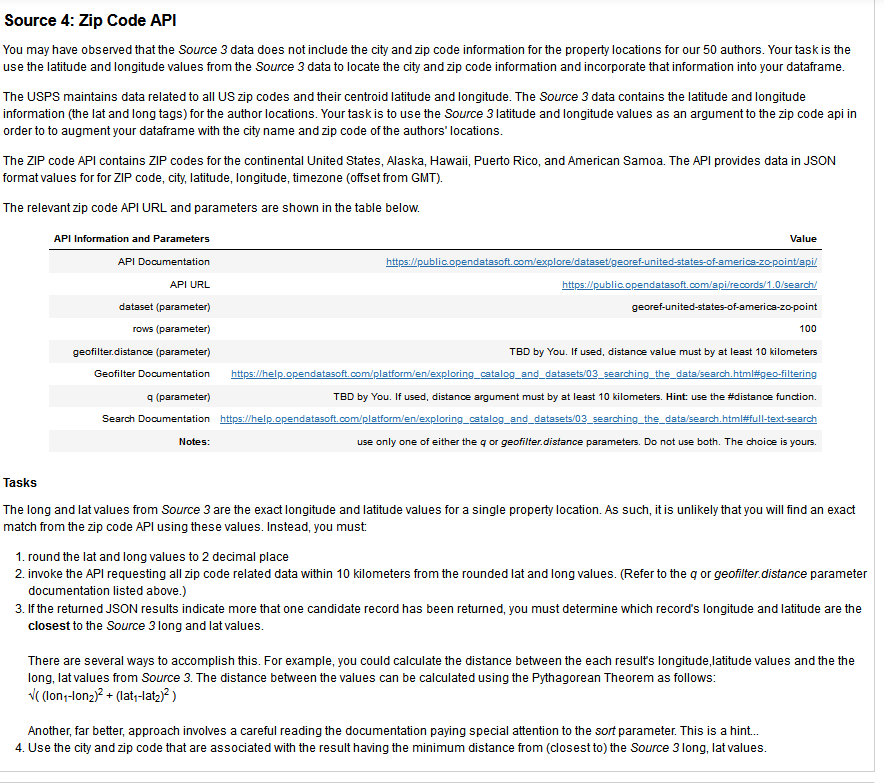 Source 4: Zip Code API
You may have observed that the Source 3 data does not include the city and zip code information for the property locations for our 50 authors. Your task is the
use the latitude and longitude values from the Source 3 data to locate the city and zip code information and incorporate that information into your dataframe.
The USPS maintains data related to all US zip codes and their centroid latitude and longitude. The Source 3 data contains the latitude and longitude
information (the lat and long tags) for the author locations. Your task is to use the Source 3 latitude and longitude values as an argument to the zip code api in
order to to augment your dataframe with the city name and zip code of the authors' locations.
The ZIP code API contains ZIP codes for the continental United States, Alaska, Hawaii, Puerto Rico, and American Samoa. The API provides data in JSON
format values for for ZIP code, city, latitude, longitude, timezone (offset from GMT).
The relevant zip code API URL and parameters are shown in the table below.
API Information and Parameters Value
API Documentation https://public.opendatasoft.com/explore/dataset/georef-united-states-of-america-zc-point/api/
API URL https://public.opendatasoft.com/api/records/1.0/search/
dataset (parameter) georef-united-states-of-america-zc-point
rows (parameter) 100
geofilter.distance (parameter) TBD by You. If used, distance value must by at least 10 kilometers
Geofilter Documentation https://help.opendatasoft.com/platform/en/exploring_catalog_and_datasets/03_searching_the_data/search.html#geo-filtering
q (parameter) TBD by You. If used, distance argument must by at least 10 kilometers. Hint: use the #distance function.
Search Documentation https://help.opendatasoft.com/platform/en/exploring_catalog_and_datasets/03_searching_the_data/search.html#full-text-search
Notes: use only one of either the q or geofilter.distance parameters. Do not use both. The choice is yours.
Tasks
The long and lat values from Source 3 are the exact longitude and latitude values for a single property location. As such, it is unlikely that you will find an exact
match from the zip code API using these values. Instead, you must:
1. round the lat and long values to 2 decimal place
2. invoke the API requesting all zip code related data within 10 kilometers from the rounded lat and long values. (Refer to the q or geofilter.distance parameter
documentation listed above.)
3. If the returned JSON results indicate more that one candidate record has been returned, you must determine which record's longitude and latitude are the
closest to the Source 3 long and lat values.
There are several ways to accomplish this. For example, you could calculate the distance between the each result's longitude,latitude values and the the
long, lat values from Source 3. The distance between the values can be calculated using the Pythagorean Theorem as follows:
√( (lon₁-lon₂)² + (lat₁-lat₂)² )
Another, far better, approach involves a careful reading the documentation paying special attention to the sort parameter. This is a hint...
4. Use the city and zip code that are associated with the result having the minimum distance from (closest to) the Source 3 long, lat values.